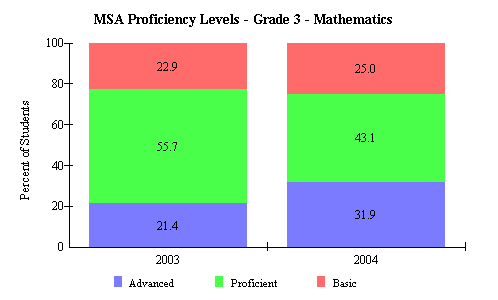 MSA Proficiency Levels - Grade 3 - Mathematics
Percent of Students
100
80
60
40
20
0
22.9
55.7
21.4
25.0
43.1
31.9
2003
2004
Advanced
Proficient
Basic